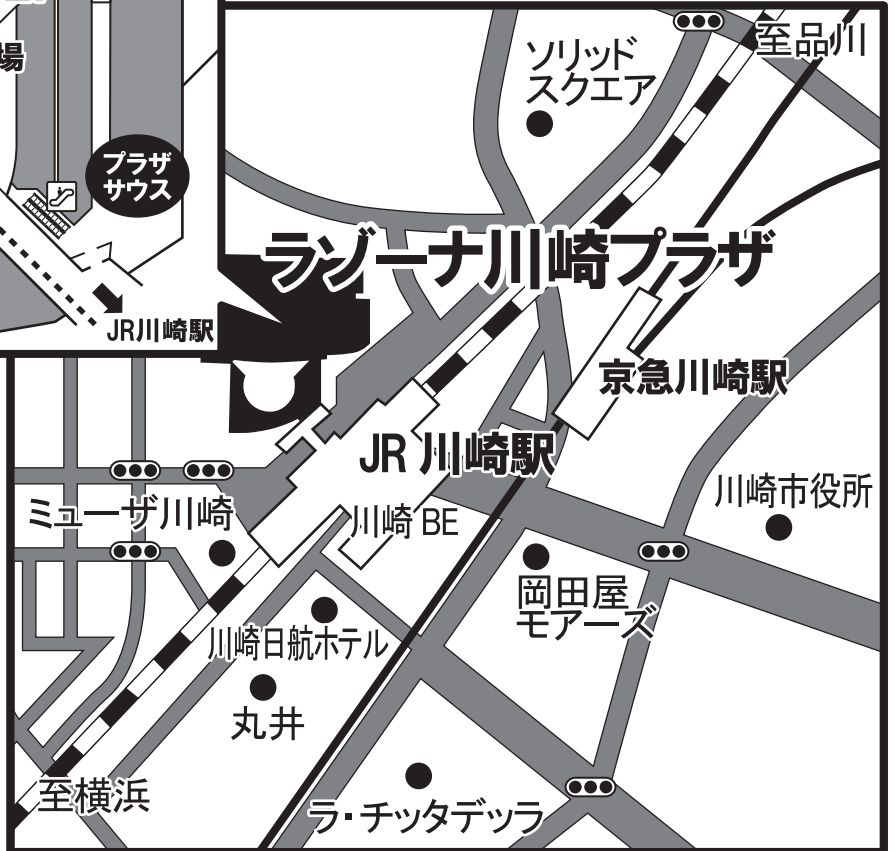 場
プラザ
サウス
JR川崎駅
至品川
ソリッド
スクエア
ラゾーナ川崎プラザ
京急川崎駅
JR 川崎駅
川崎市役所
ミューザ川崎
川崎 BE
岡田屋
モアーズ
川崎日航ホテル
丸井
至横浜
ラ・チッタデッラ